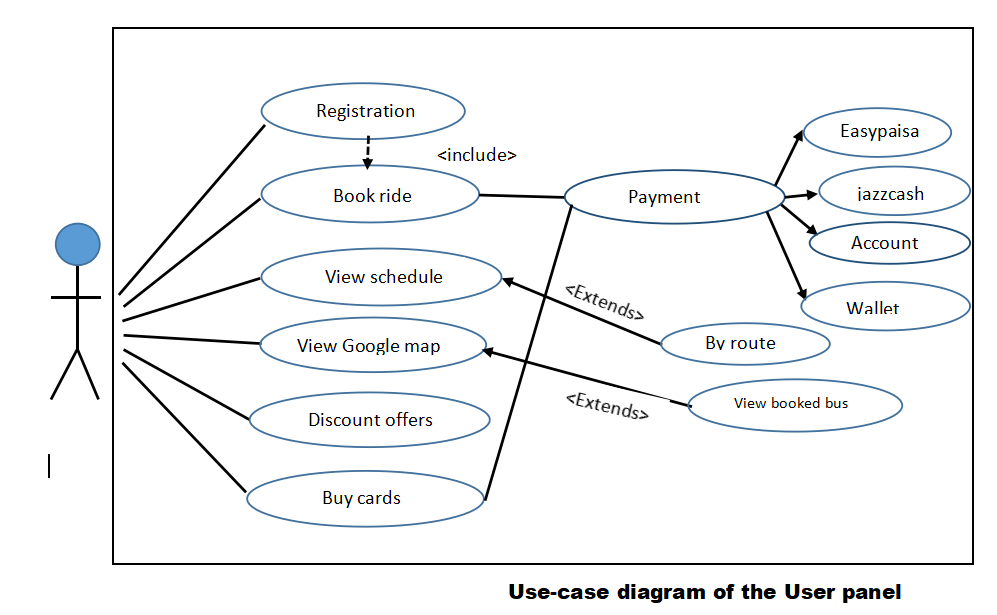 Registration
<include>
Book ride
Payment
Easypaisa
jazzcash
Account
Wallet
View schedule
<Extends>
By route
View Google map
<Extends>
View booked bus
Discount offers
Buy cards
Use-case diagram of the User panel